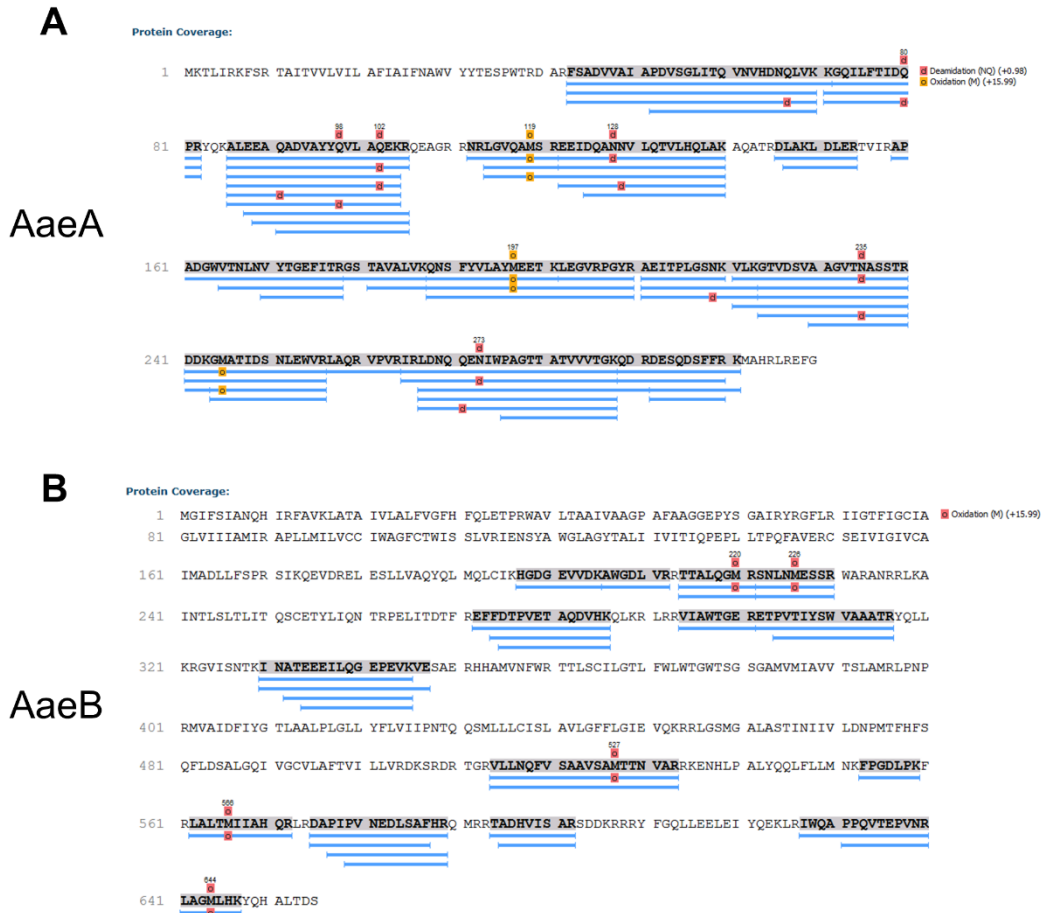 A
Protein Coverage:
80
d
Deamidation (NQ) (+0.98)
o
Oxidation (M) (+15.99)
1 MKTLIRKFSR TAITVVLVIL AFIAIFNAWV YYTESPWTRD ARFSADVVAI APDVSGLITQ VNVHDNQLVK KGQILFTIDQ
d d
98 102 119 128
d d o d
81 PRYQKALEEA QADVAYYQVL AQEKRQEAGR RNRLGVQAMS REEIDQANNV LQTVLHQLAK AQATRDLAKL DLERTVIRAP
o d
d o
d d
d
d
AaeA
197 235
o d
161 ADGWVTNLNV YTGEFITRGS TAVALVKQNS FYVLAYMEET KLEGVRPGYR AEITPLGSNK VLKGTVDSVA AGVTNASSTR
o d
o
d
d
273
d
241 DDKGMATIDS NLEWVRLAQR VPVRIRLDNQ QENIWPAGTT ATVVVTGKQD RDESQDSFFR KMAHRLREFG
o
d
o
d
B
Protein Coverage:
1 MGIFSIANQH IRFAVKLATA IVLALFVGFH FQLETPRWAV LTAAIVAAGP AFAAGGEPYS GAIRYRGFLR IIGTFIGCIA
o Oxidation (M) (+15.99)
81 GLVIIIAMIR APLLMILVCC IWAGFCTWIS SLVRIENSYA WGLAGYTALI IVITIQPEPL LTPQFAVERC SEIVIGIVCA
220 226
o o
161 IMADLLFSPR SIKQEVDREL ESLLVAQYQL MQLCIKHGDG EVVDKAWGDL VRRTTALQGM RSNLNMESSR WARANRRLKA
o o
241 INTLSLTLIT QSCETYLIQN TRPELITDTF REFFDTPVET AQDVHKQLKR LRRVIAWTGE RETPVTIYSW VAAATRYQLL
321 KRGVISNTKI NATEEEILQG EPEVKVESAE RHHAMVNFWR TTLSCILGTL FWLWTGWTSG SGAMVMIAVV TSLAMRLPNP
AaeB
401 RMVAIDFIYG TLAALPLGLL YFLVIIPNTQ QSMLLLCISL AVLGFFLGIE VQKRRLGSMG ALASTINIIV LDNPMTFHFS
527
o
481 QFLDSALGQI VGCVLAFTVI LLVRDKSRDR TGRVLLNQFV SAAVSAMTTN VARRKENHLP ALYQQLFLLM NKFPGDLPKF
o
566
o
561 RLALTMIIAH QRLRDAPIPV NEDLSAFHRQ MRRTADHVIS ARSDDKRRRY FGQLLEELEI YQEKLRIWQA PPQVTEPVNR
o
644
o
641 LAGMLHKYQH ALTDS
o